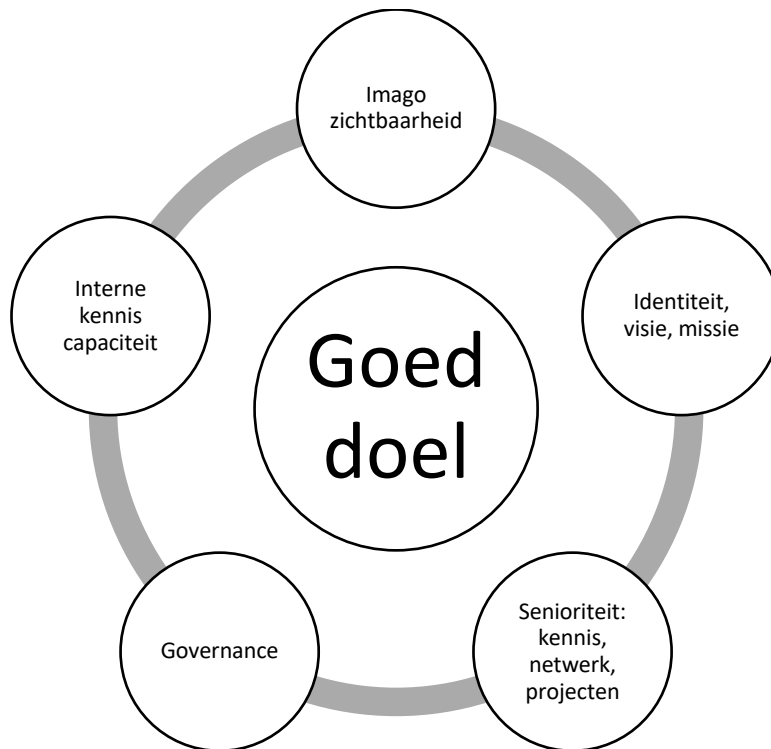 Imago
zichtbaarheid
Identiteit,
visie, missie
Senioriteit:
kennis,
netwerk,
projecten
Governance
Interne
kennis
capaciteit
Goed
doel